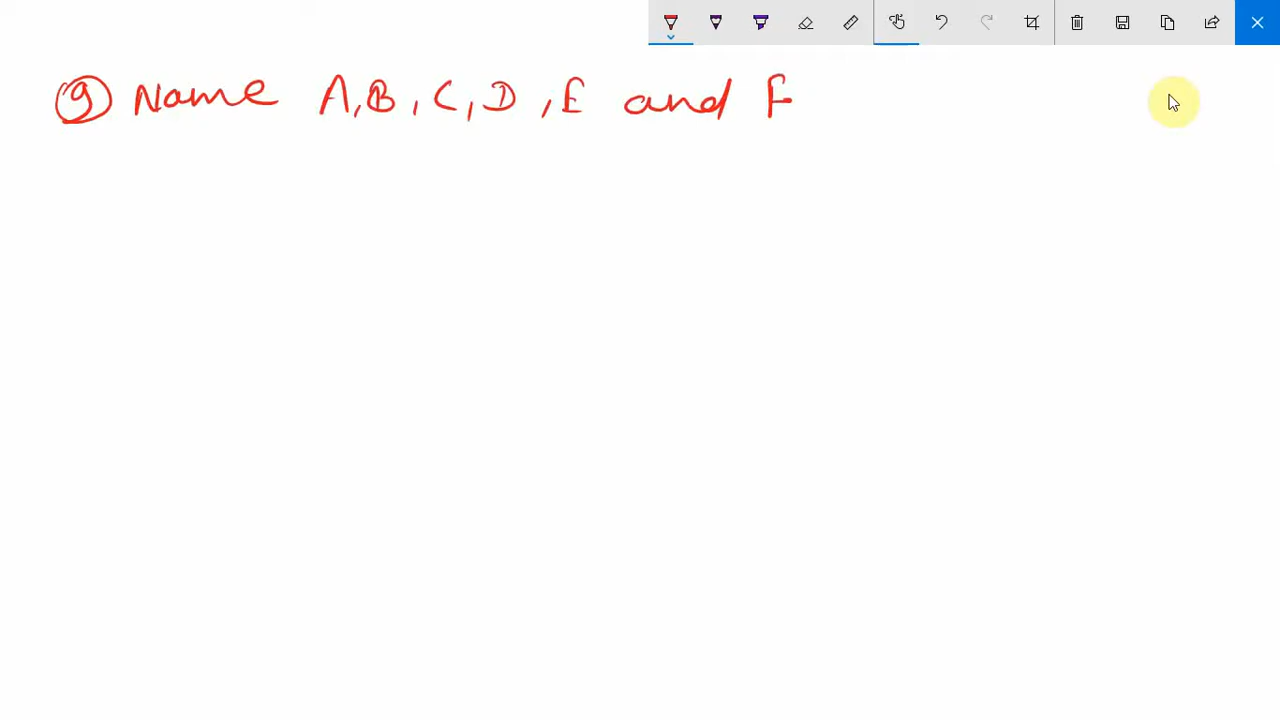 9 Name A, B, C, D, E and F